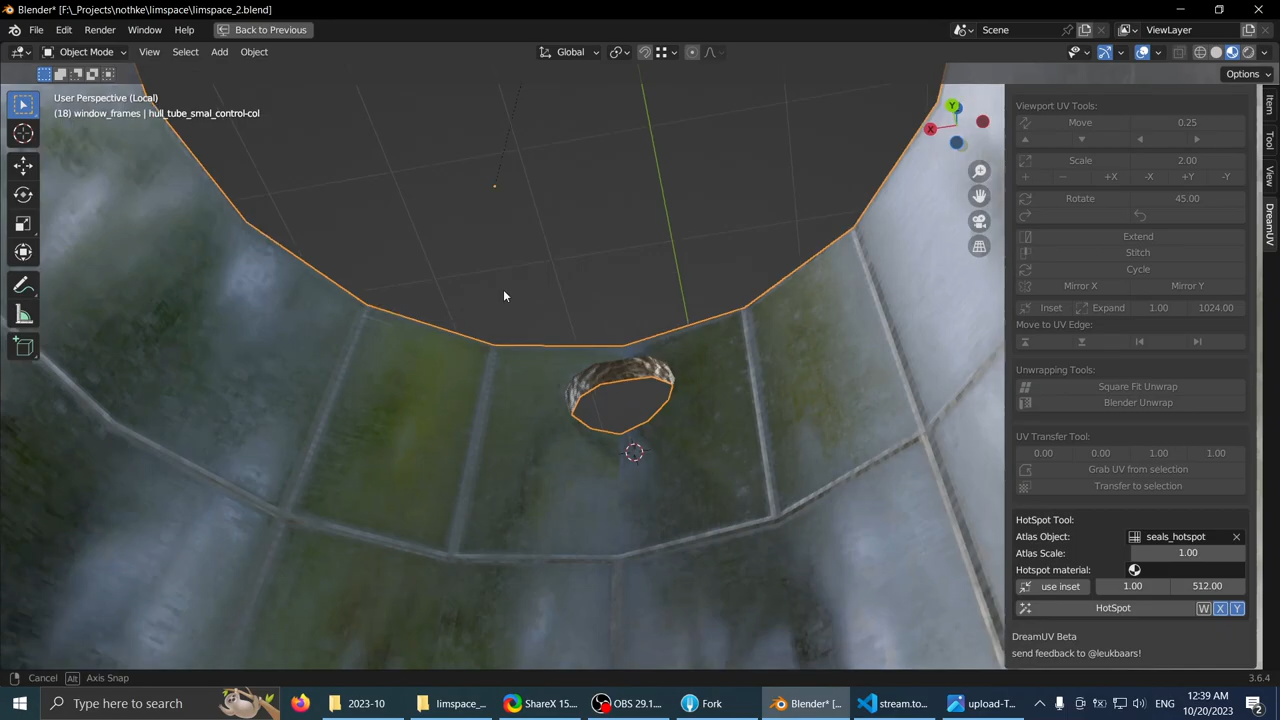 Blender* [F:\_Projects\nothke\limspace_2.blend]
File Edit Render Window Help Back to Previous Scene ViewLayer
Object Mode View Select Add Object Global
Options
User Perspective (Local)
(18) window_frames | hull_tube_smal_control-col
Y
X
Item
Tool
View
DreamUV
Viewport UV Tools:
Move 0.25
Scale 2.00
+ − +X -X +Y -Y
Rotate 45.00
Extend
Stitch
Cycle
Mirror X Mirror Y
Inset Expand 1.00 1024.00
Move to UV Edge:
Unwrapping Tools:
Square Fit Unwrap
Blender Unwrap
UV Transfer Tool:
0.00 0.00 1.00 1.00
Grab UV from selection
Transfer to selection
HotSpot Tool:
Atlas Object: seals_hotspot
Atlas Scale: 1.00
Hotspot material:
use inset 1.00 512.00
HotSpot W X Y
DreamUV Beta
send feedback to @leukbaars!
Cancel Alt Axis Snap 3.6.4
Type here to search 2023-10 limspace_... ShareX 15.... OBS 29.1.... Fork Blender* [... stream.to... upload-T... 12:39 AM
10/20/2023 2